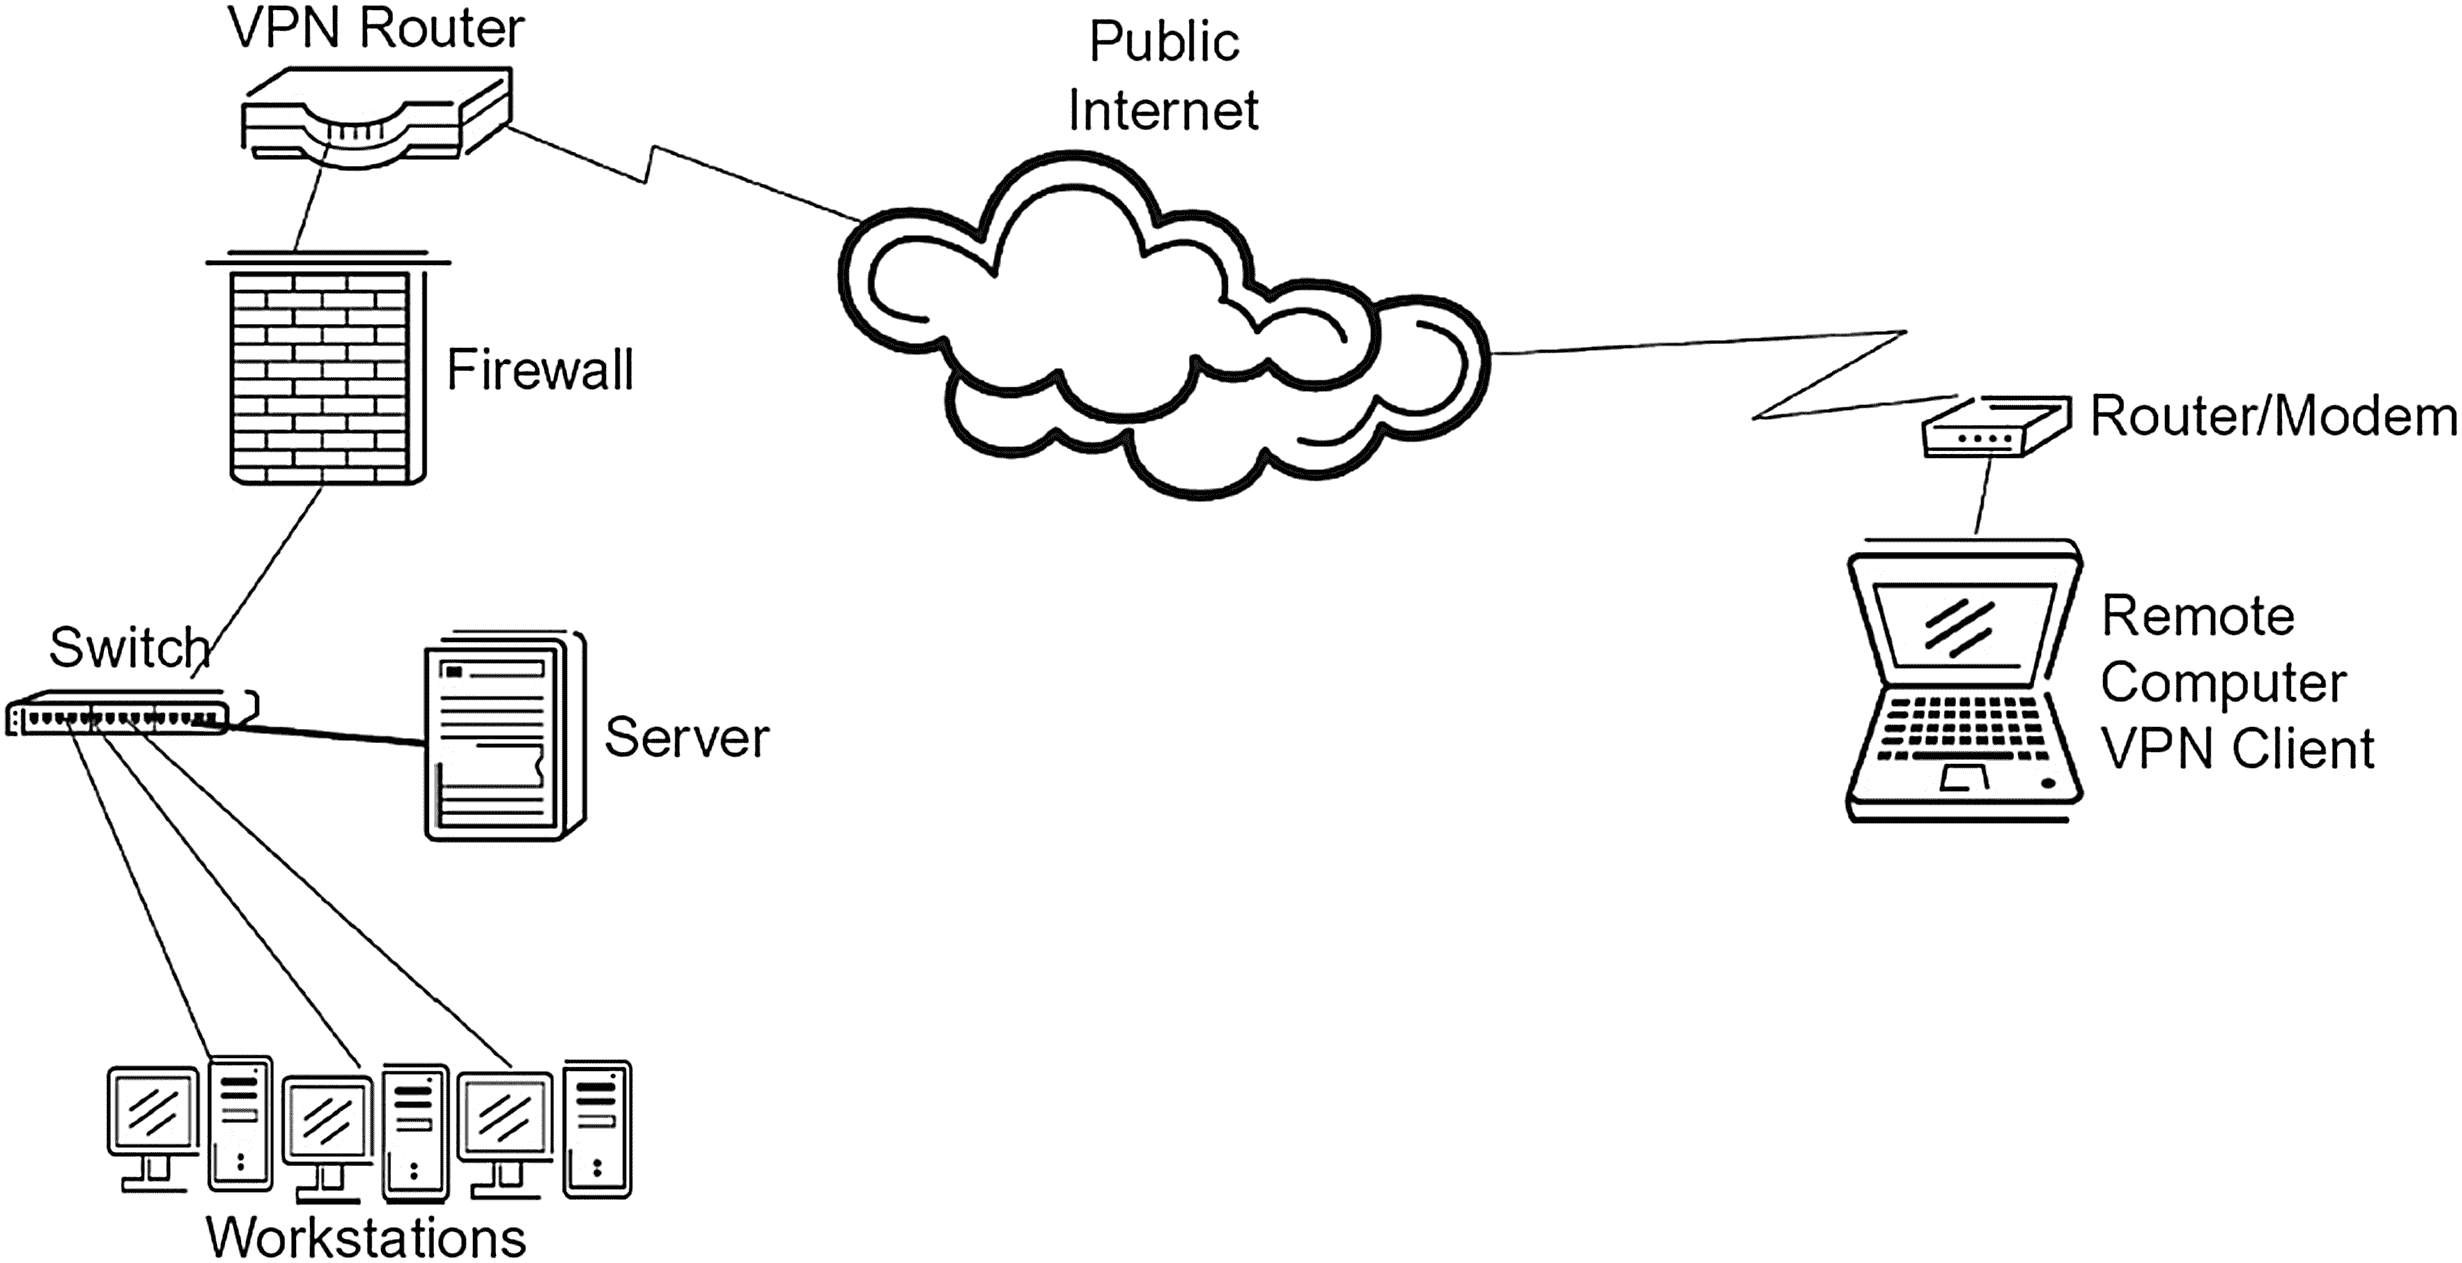 VPN Router
Public
Internet
Firewall
Router/Modem
Switch
Server
Remote
Computer
VPN Client
Workstations